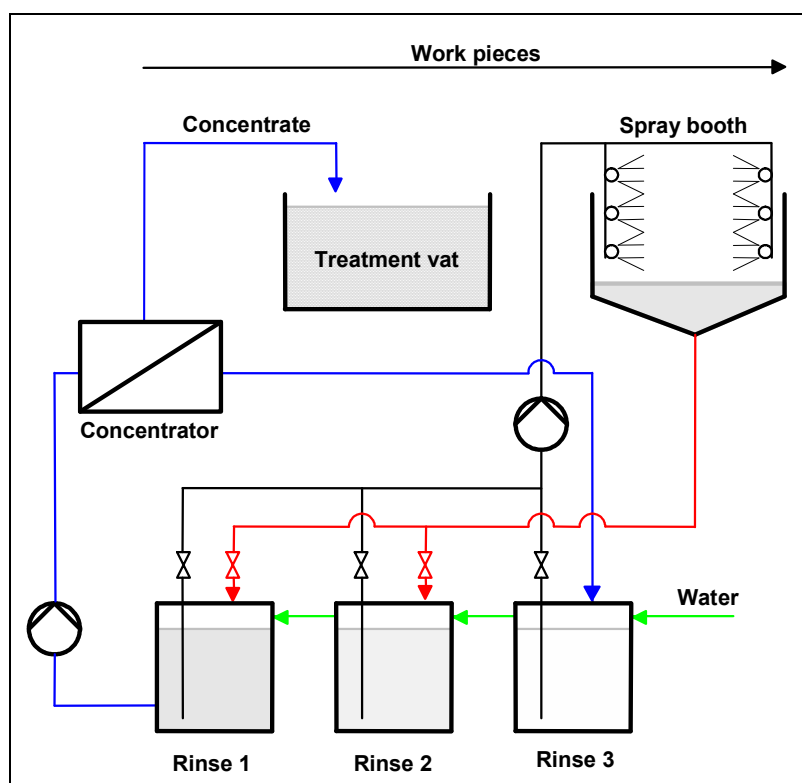 Work pieces
Concentrate
Spray booth
Treatment vat
Concentrator
Water
Rinse 1
Rinse 2
Rinse 3